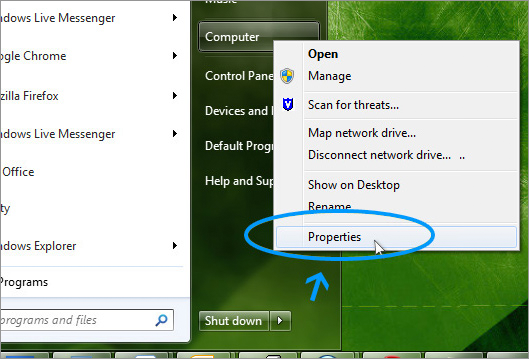 Music
ndows Live Messenger
ogle Chrome
zilla Firefox
ndows Live Messenger
Office
ity
ndows Explorer
Programs
programs and files
Computer
Control Pane
Devices and
Default Prog
Help and Sup
Shut down
Open
Manage
Scan for threats...
Map network drive...
Disconnect network drive... ..
Show on Desktop
Rename
Properties